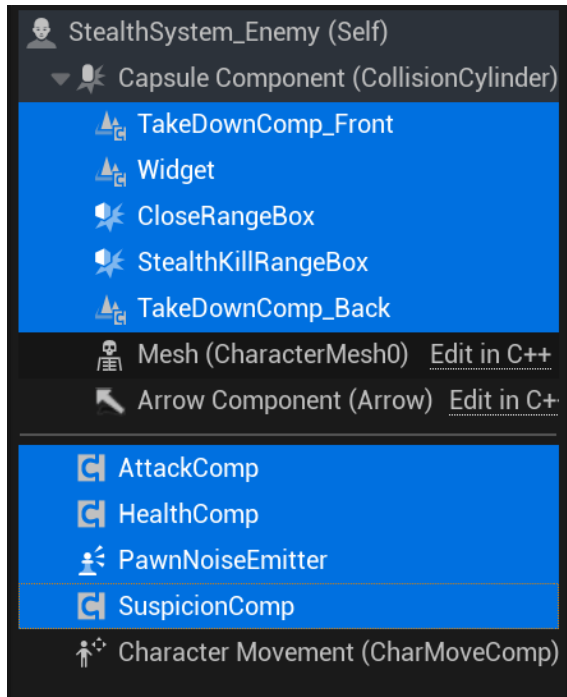 StealthSystem_Enemy (Self)
Capsule Component (CollisionCylinder)
TakeDownComp_Front
Widget
CloseRangeBox
StealthKillRangeBox
TakeDownComp_Back
Mesh (CharacterMesh0) Edit in C++
Arrow Component (Arrow) Edit in C+
AttackComp
HealthComp
PawnNoiseEmitter
SuspicionComp
Character Movement (CharMoveComp)